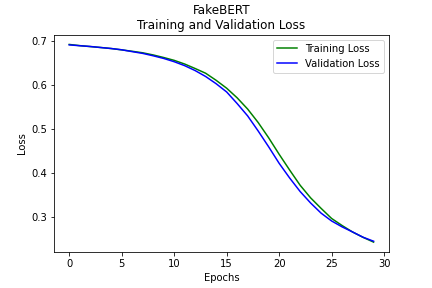 FakeBERT
Training and Validation Loss
Training Loss
Validation Loss
0.7
0.6
0.5
0.4
0.3
Loss
0 5 10 15 20 25 30
Epochs